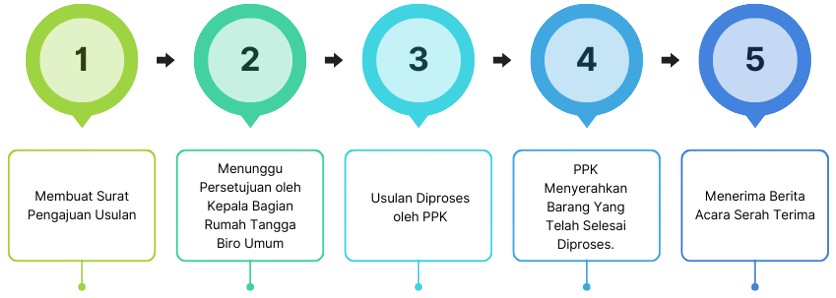 1
2
3
4
5
Membuat Surat
Pengajuan Usulan
Menunggu
Persetujuan oleh
Kepala Bagian
Rumah Tangga
Biro Umum
Usulan Diproses
oleh PPK
PPK
Menyerahkan
Barang Yang
Telah Selesai
Diproses.
Menerima Berita
Acara Serah Terima